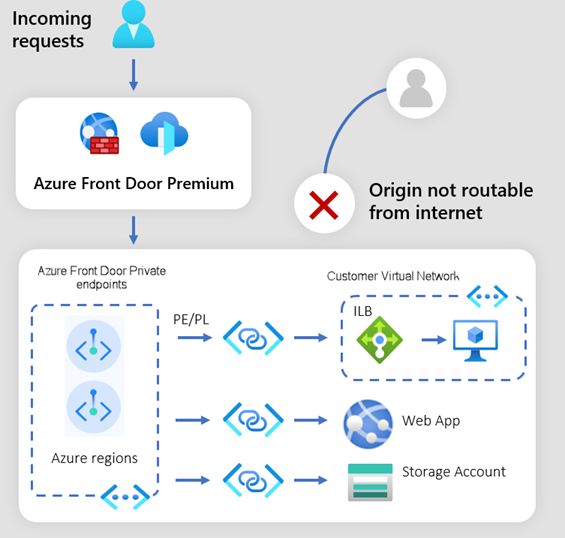 Incoming
requests
Azure Front Door Premium
Origin not routable
from internet
Azure Front Door Private
endpoints
Customer Virtual Network
PE/PL
ILB
Web App
Azure regions
Storage Account